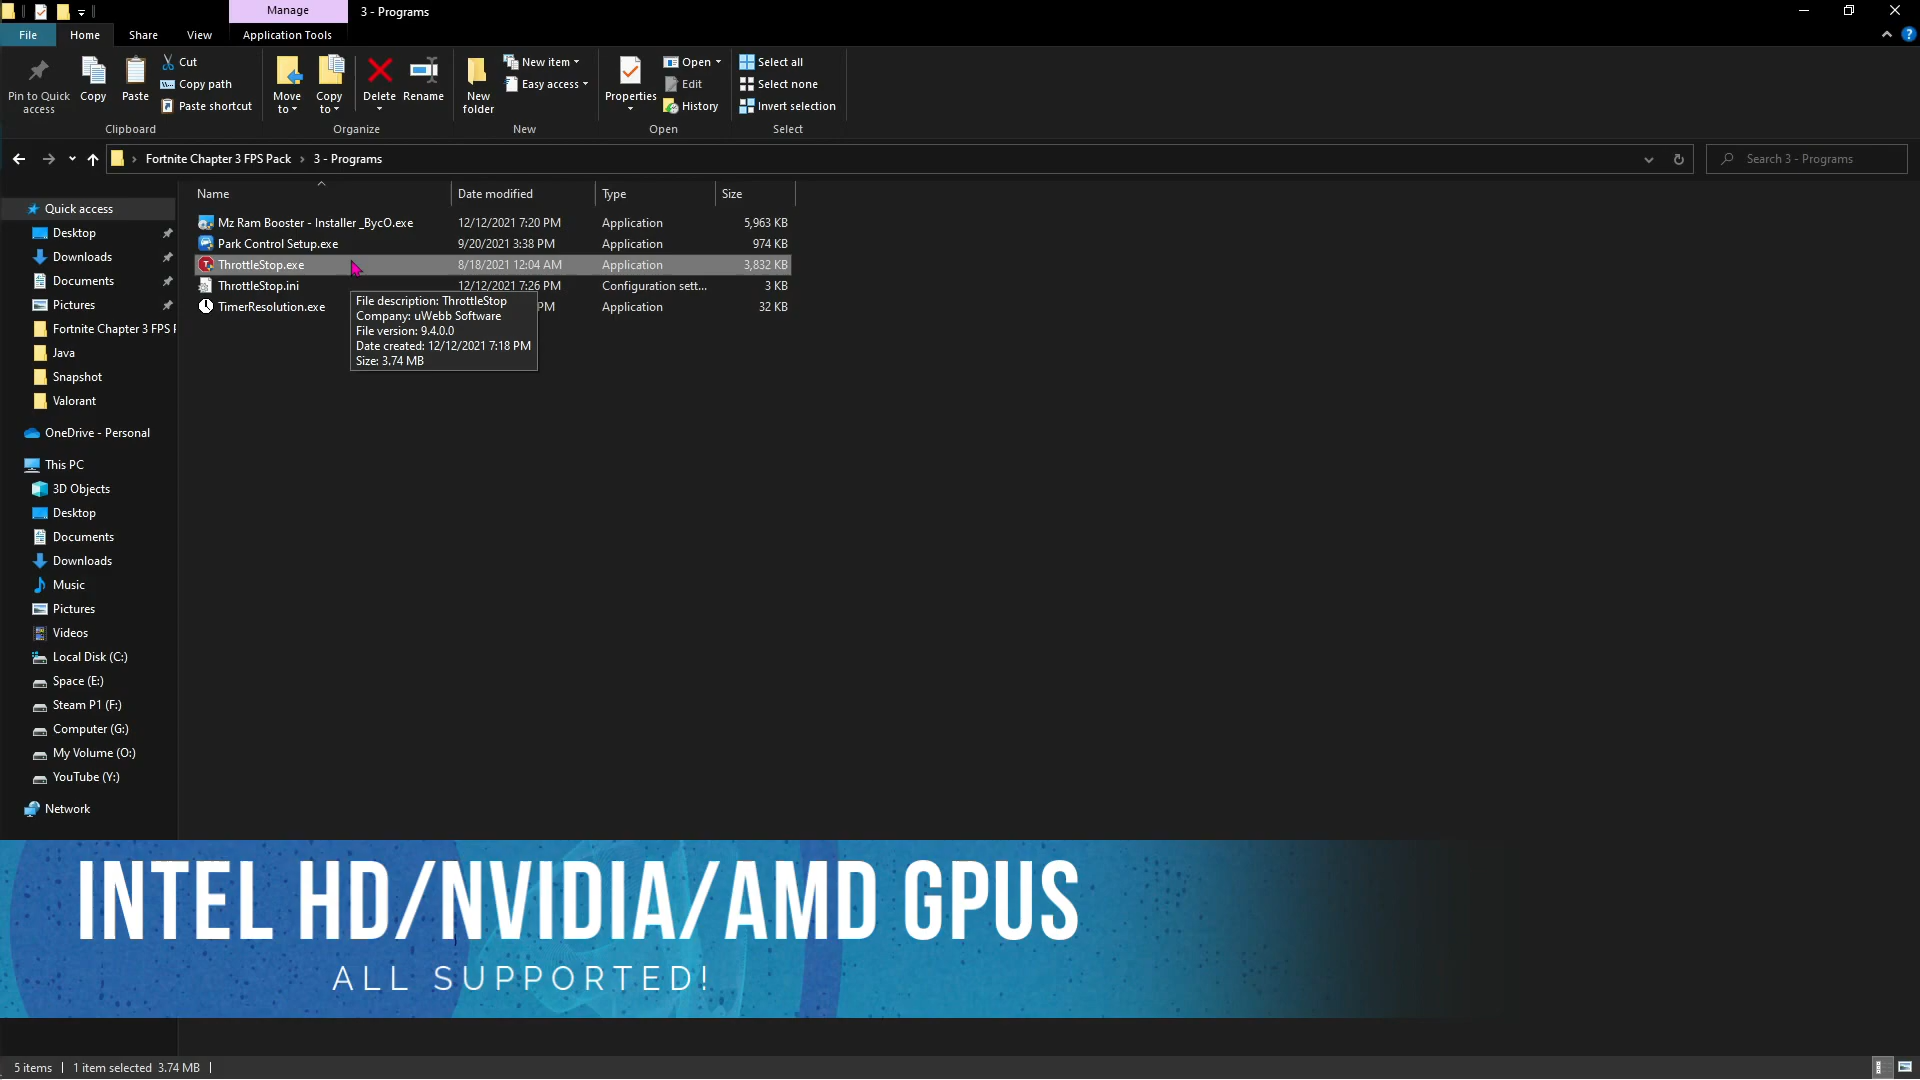 Manage
3 - Programs
File
Home
Share
View
Application Tools
Pin to Quick access
Copy
Paste
Cut
Copy path
Paste shortcut
Clipboard
Move to
Copy to
Delete
Rename
Organize
New folder
New item
Easy access
New
Properties
Open
Edit
History
Open
Select all
Select none
Invert selection
Select
Fortnite Chapter 3 FPS Pack > 3 - Programs
Search 3 - Programs
Name Date modified Type Size
Mz Ram Booster - Installer _BycO.exe 12/12/2021 7:20 PM Application 5,963 KB
Park Control Setup.exe 9/20/2021 3:38 PM Application 974 KB
ThrottleStop.exe 8/18/2021 12:04 AM Application 3,832 KB
ThrottleStop.ini 12/12/2021 7:26 PM Configuration sett... 3 KB
TimerResolution.exe PM Application 32 KB
File description: ThrottleStop
Company: uWebb Software
File version: 9.4.0.0
Date created: 12/12/2021 7:18 PM
Size: 3.74 MB
Quick access
Desktop
Downloads
Documents
Pictures
Fortnite Chapter 3 FPS P
Java
Snapshot
Valorant
OneDrive - Personal
This PC
3D Objects
Desktop
Documents
Downloads
Music
Pictures
Videos
Local Disk (C:)
Space (E:)
Steam P1 (F:)
Computer (G:)
My Volume (O:)
YouTube (Y:)
Network
INTEL HD/NVIDIA/AMD GPUS
ALL SUPPORTED!
5 items
1 item selected 3.74 MB